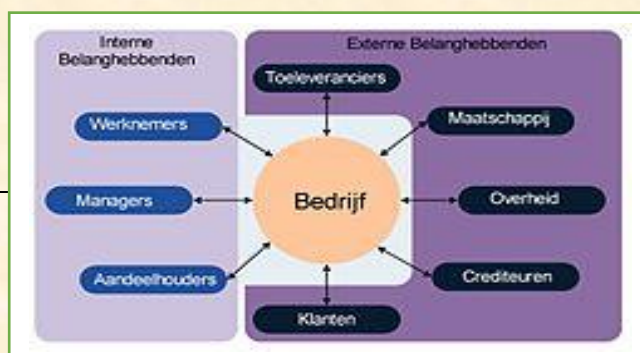 Interne
Belanghebbenden
Externe Belanghebbenden
Toeleveranciers
Werknemers
Maatschappij
Managers
Bedrijf
Overheid
Aandeelhouders
Crediteuren
Klanten